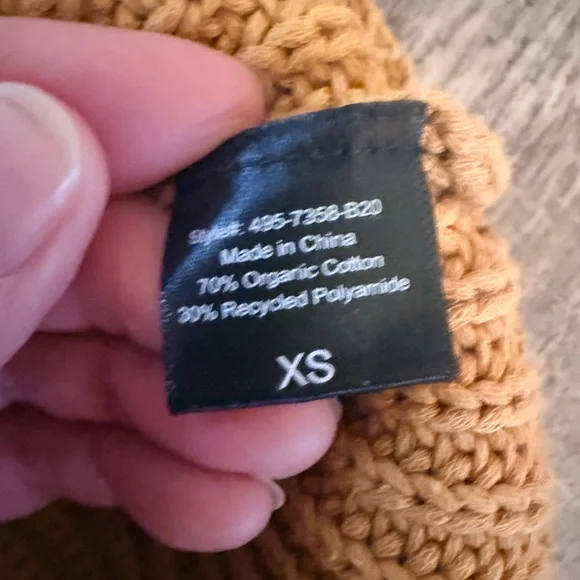 Style#: 495-7358-B20
Made in China
70% Organic Cotton
30% Recycled Polyamide
XS